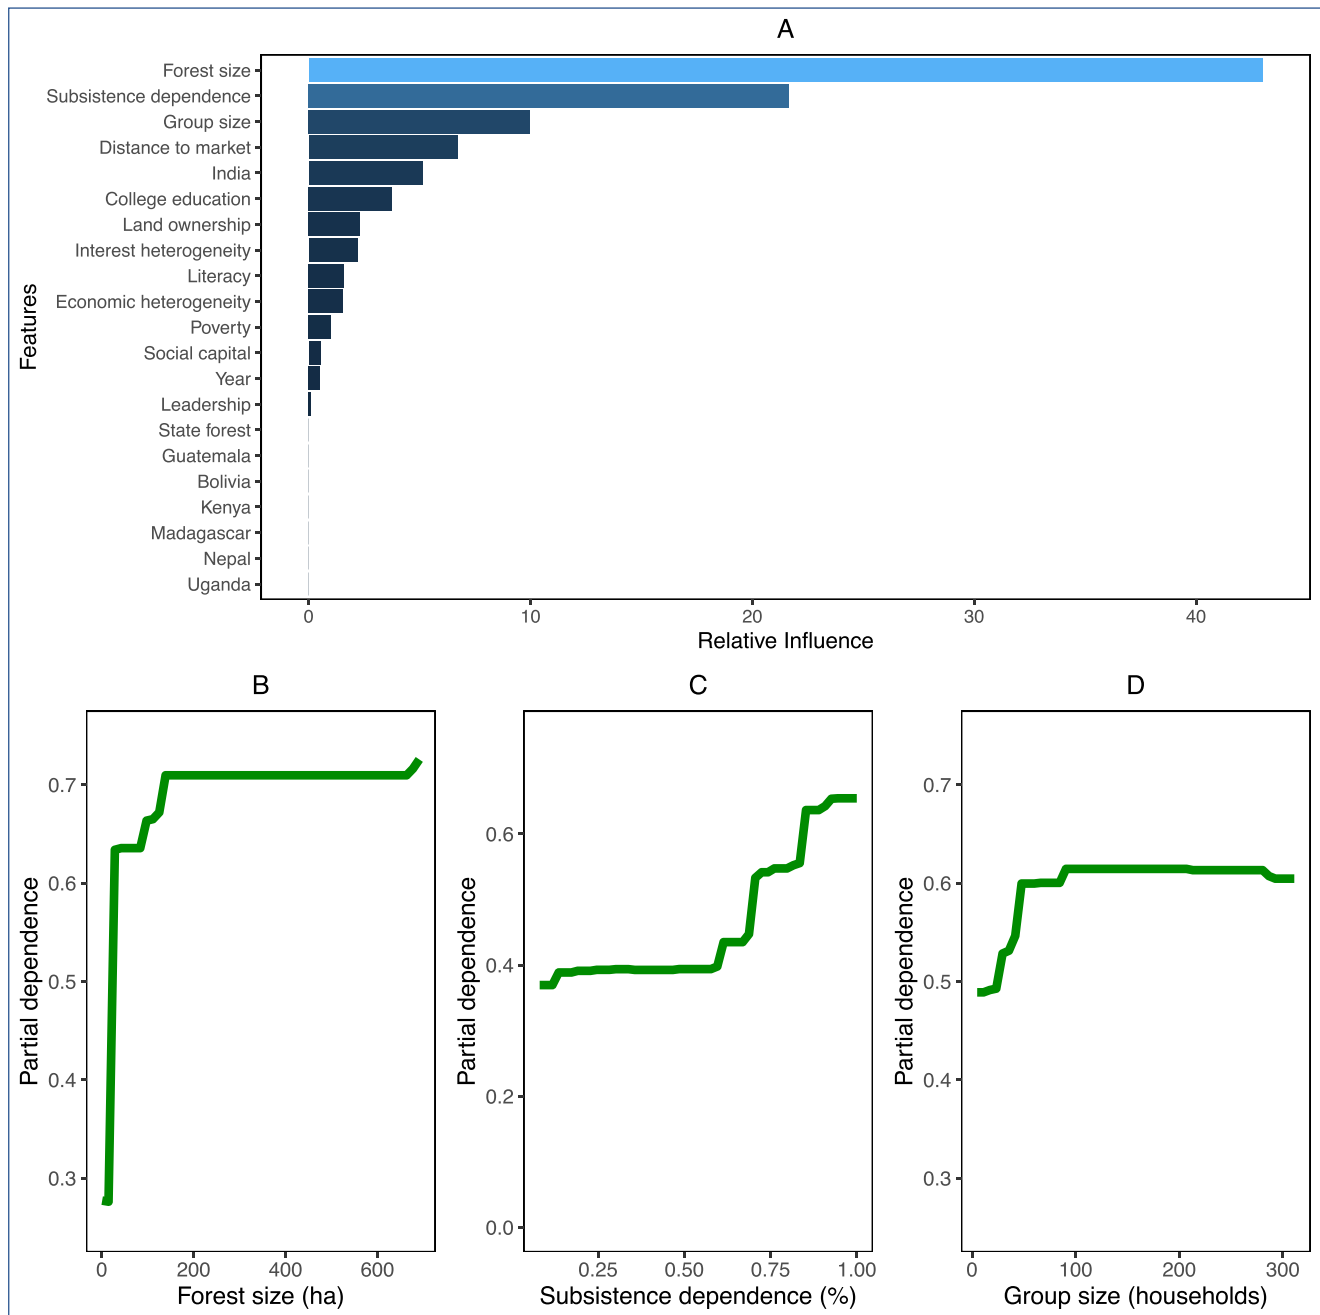 A
Features
Forest size
Subsistence dependence
Group size
Distance to market
India
College education
Land ownership
Interest heterogeneity
Literacy
Economic heterogeneity
Poverty
Social capital
Year
Leadership
State forest
Guatemala
Bolivia
Kenya
Madagascar
Nepal
Uganda
0 10 20 30 40
Relative Influence
B
Partial dependence
0.7
0.6
0.5
0.4
0.3
0 200 400 600
Forest size (ha)
C
Partial dependence
0.6
0.4
0.2
0.0
0.25 0.50 0.75 1.00
Subsistence dependence (%)
D
Partial dependence
0.7
0.6
0.5
0.4
0.3
0 100 200 300
Group size (households)